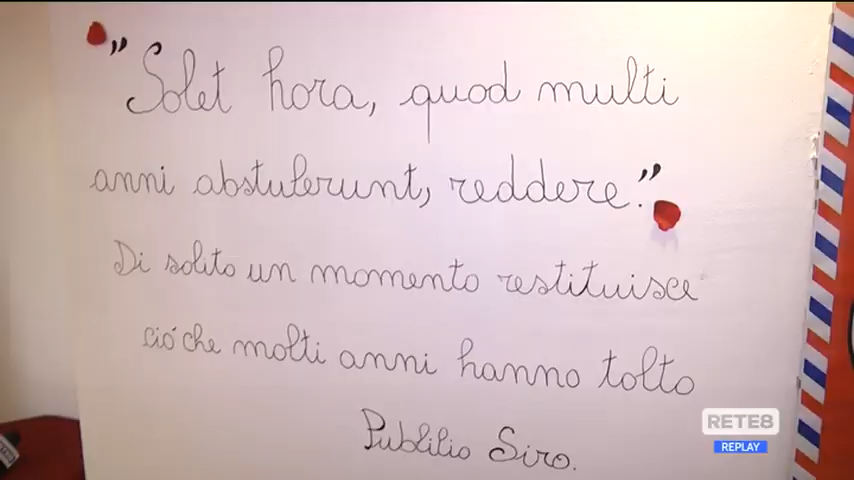 "Solet hora, quod multi
anni abstulerunt, reddere."
Di solito un momento restituisce
ció che molti anni hanno tolto
Publilio Siro.
RETE8
REPLAY